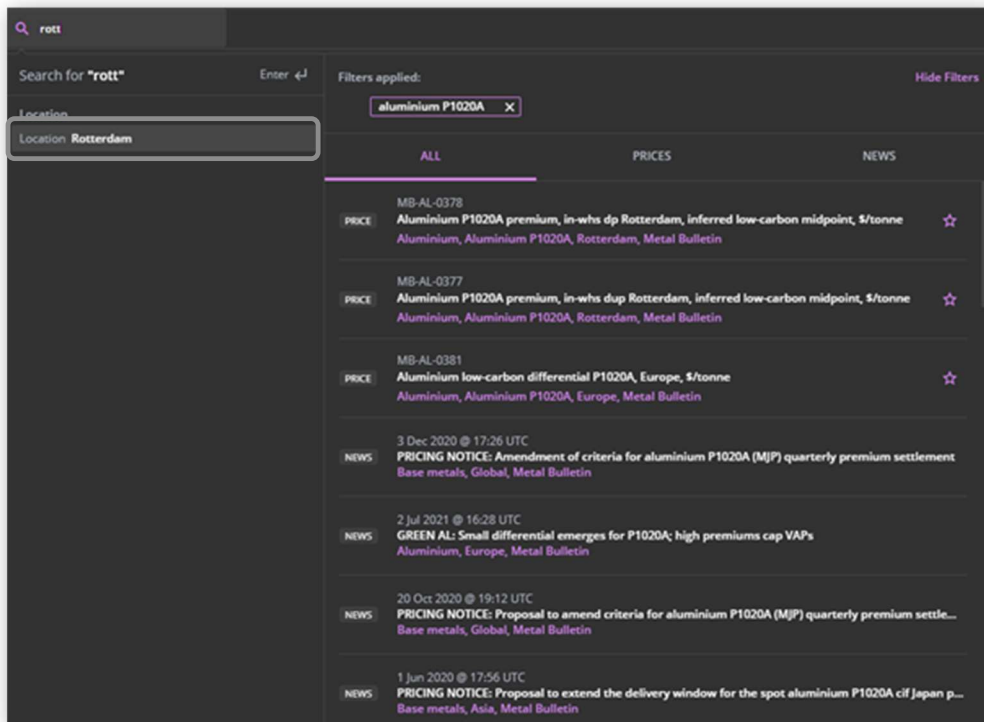 rott
Search for "rott"
Enter
Location
Location Rotterdam
Filters applied:
Hide Filters
aluminium P1020A X
ALL
PRICES
NEWS
MB-AL-0378
PRICE
Aluminium P1020A premium, in-whs dp Rotterdam, inferred low-carbon midpoint, $/tonne
Aluminium, Aluminium P1020A, Rotterdam, Metal Bulletin
MB-AL-0377
PRICE
Aluminium P1020A premium, in-whs dup Rotterdam, inferred low-carbon midpoint, $/tonne
Aluminium, Aluminium P1020A, Rotterdam, Metal Bulletin
MB-AL-0381
PRICE
Aluminium low-carbon differential P1020A, Europe, $/tonne
Aluminium, Aluminium P1020A, Europe, Metal Bulletin
3 Dec 2020 @ 17:26 UTC
NEWS
PRICING NOTICE: Amendment of criteria for aluminium P1020A (MJP) quarterly premium settlement
Base metals, Global, Metal Bulletin
2 Jul 2021 @ 16:28 UTC
NEWS
GREEN AL: Small differential emerges for P1020A; high premiums cap VAPs
Aluminium, Europe, Metal Bulletin
20 Oct 2020 @ 19:12 UTC
NEWS
PRICING NOTICE: Proposal to amend criteria for aluminium P1020A (MJP) quarterly premium settle...
Base metals, Global, Metal Bulletin
1 Jun 2020 @ 17:56 UTC
NEWS
PRICING NOTICE: Proposal to extend the delivery window for the spot aluminium P1020A cif Japan p...
Base metals, Asia, Metal Bulletin